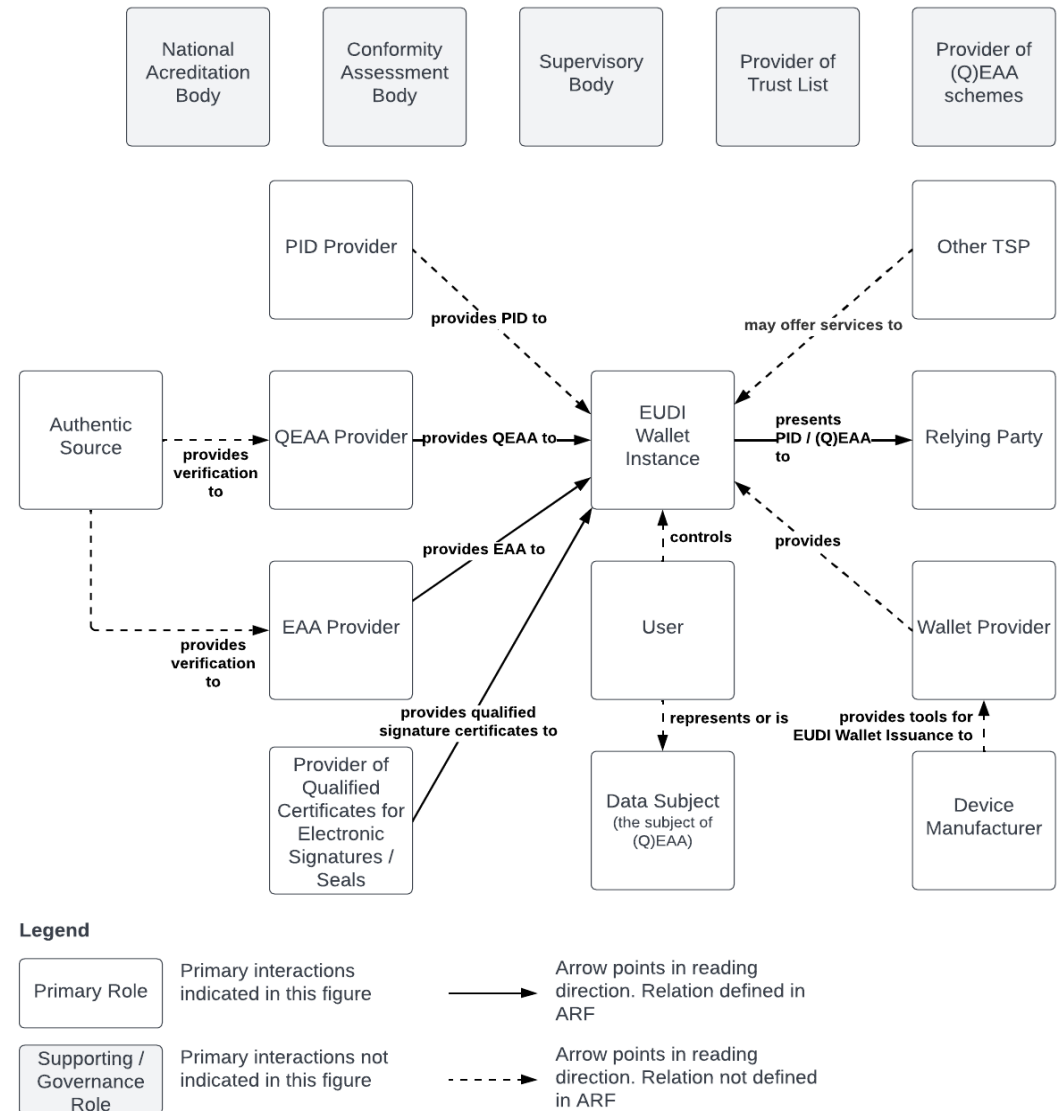 National
Acreditation
Body
Conformity
Assessment
Body
Supervisory
Body
Provider of
Trust List
Provider of
(Q)EAA
schemes
PID Provider
Other TSP
provides PID to
may offer services to
Authentic
Source
QEAA Provider
EUDI
Wallet
Instance
Relying Party
provides
verification
to
provides QEAA to
presents
PID / (Q)EAA
to
provides EAA to
controls
provides
EAA Provider
User
Wallet Provider
provides
verification
to
provides qualified
signature certificates to
represents or is
provides tools for
EUDI Wallet Issuance to
Provider of
Qualified
Certificates for
Electronic
Signatures /
Seals
Data Subject
(the subject of
(Q)EAA)
Device
Manufacturer
Legend
Primary Role
Primary interactions
indicated in this figure
Arrow points in reading
direction. Relation defined in
ARF
Supporting /
Governance
Role
Primary interactions not
indicated in this figure
Arrow points in reading
direction. Relation not defined
in ARF